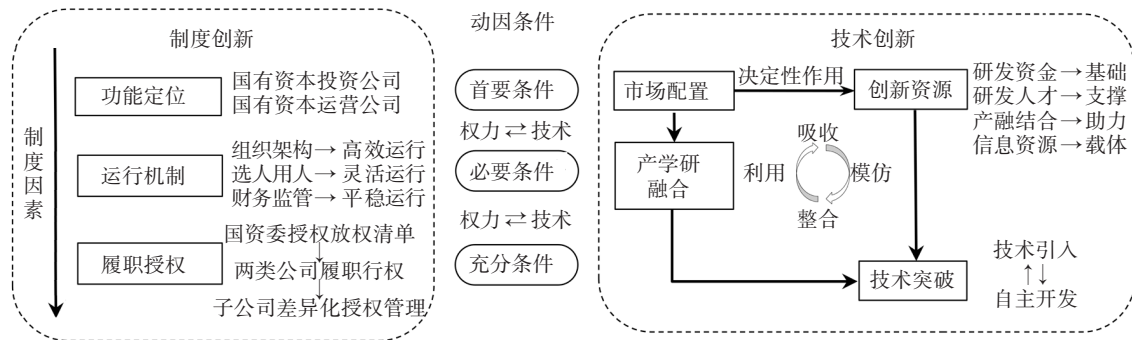 制度创新
制度因素
功能定位
国有资本投资公司
国有资本运营公司
运行机制
组织架构→高效运行
选人用人→灵活运行
财务监管→平稳运行
履职授权
国资委授权放权清单
↓
两类公司履职行权
↓
子公司差异化授权管理
动因条件
首要条件
权力⇄技术
必要条件
权力⇄技术
充分条件
技术创新
市场配置
决定性作用
创新资源
研发资金→基础
研发人才→支撑
产融结合→助力
信息资源→载体
产学研
融合
吸收
利用
模仿
整合
技术突破
技术引入
↑↓
自主开发